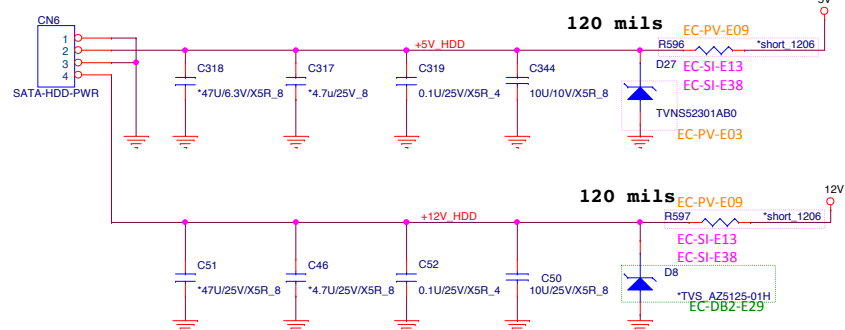 5V
CN6
120 mils
EC-PV-E09
1
2
3
4
+5V_HDD
R596
*short_1206
C318
C317
C319
C344
D27
EC-SI-E13
EC-SI-E38
SATA-HDD-PWR
*47U/6.3V/X5R_8
*4.7u/25V_8
0.1U/25V/X5R_4
10U/10V/X5R_8
TVNS52301AB0
EC-PV-E03
120 mils
EC-PV-E09
12V
+12V_HDD
R597
*short_1206
EC-SI-E13
EC-SI-E38
C51
C46
C52
C50
D8
*47U/25V/X5R_8
*4.7U/25V/X5R_8
0.1U/25V/X5R_4
10U/25V/X5R_8
*TVS_AZ5125-01H
EC-DB2-E29